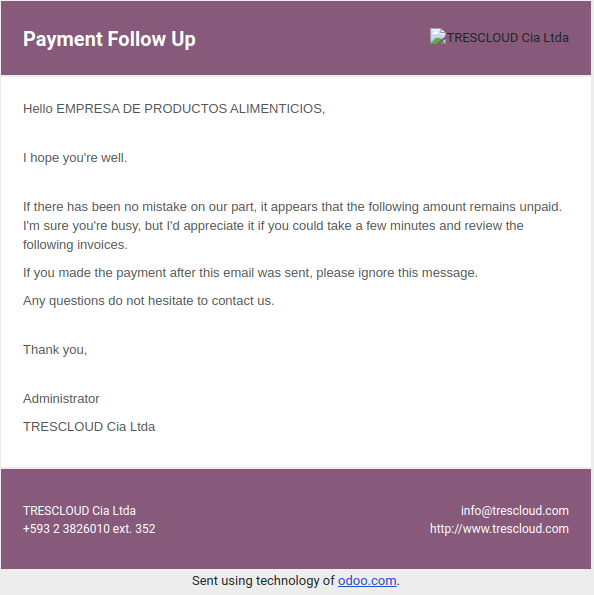 Payment Follow Up
TRESCLOUD Cia Ltda
Hello EMPRESA DE PRODUCTOS ALIMENTICIOS,
I hope you're well.
If there has been no mistake on our part, it appears that the following amount remains unpaid.
I'm sure you're busy, but I'd appreciate it if you could take a few minutes and review the
following invoices.
If you made the payment after this email was sent, please ignore this message.
Any questions do not hesitate to contact us.
Thank you,
Administrator
TRESCLOUD Cia Ltda
TRESCLOUD Cia Ltda
+593 2 3826010 ext. 352
info@trescloud.com
http://www.trescloud.com
Sent using technology of odoo.com.